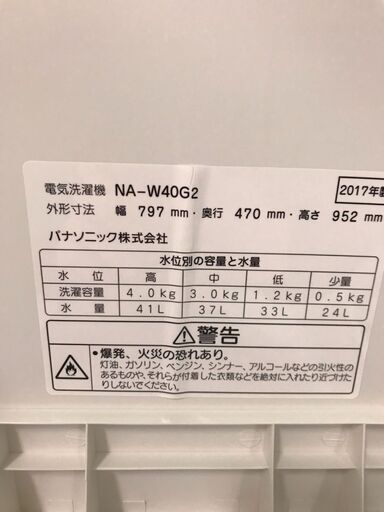 電気洗濯機 NA-W40G2 2017年製
外形寸法 幅 797 mm・奥行 470 mm・高さ 952 mm
パナソニック株式会社
水位別の容量と水量
水位 高 中 低 少量
洗濯容量 4.0kg 3.0kg 1.2kg 0.5kg
水量 41L 37L 33L 24L
⚠警告
●爆発、火災の恐れあり。
灯油、ガソリン、ベンジン、シンナー、アルコールなどの引火性の
あるものや、それらが付着した衣類などを絶対に入れたり近づけた
りしないでください。